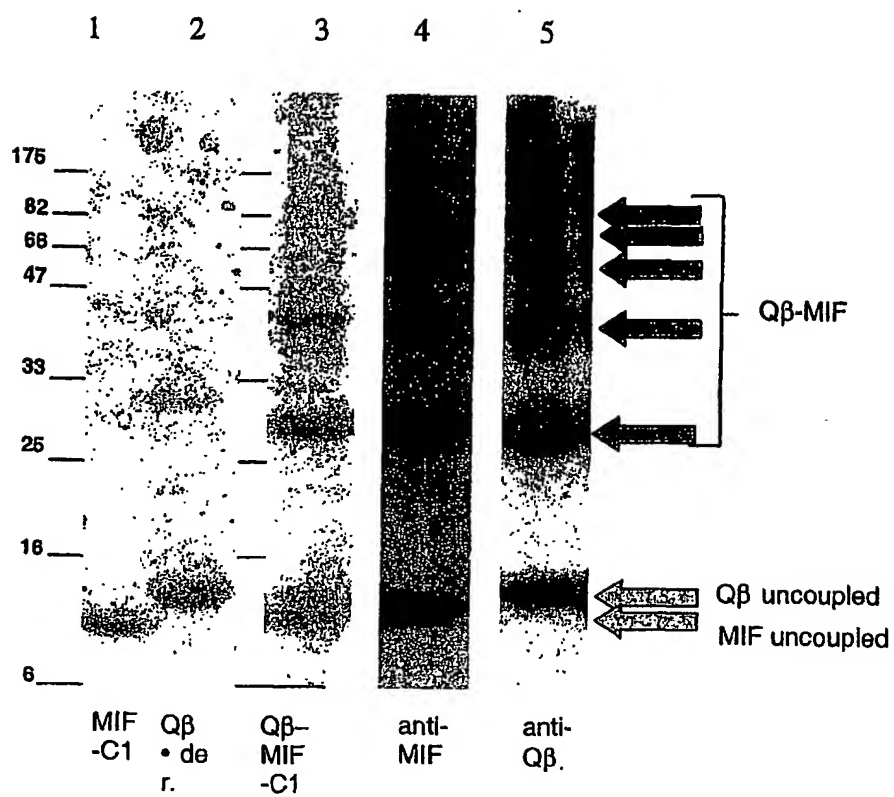 1 2 3 4 5
175
82
66
47
33
25
16
6
Qβ-MIF
Qβ uncoupled
MIF uncoupled
MIF Qβ Qβ– anti- anti-
-C1 • de MIF MIF Qβ.
r. -C1